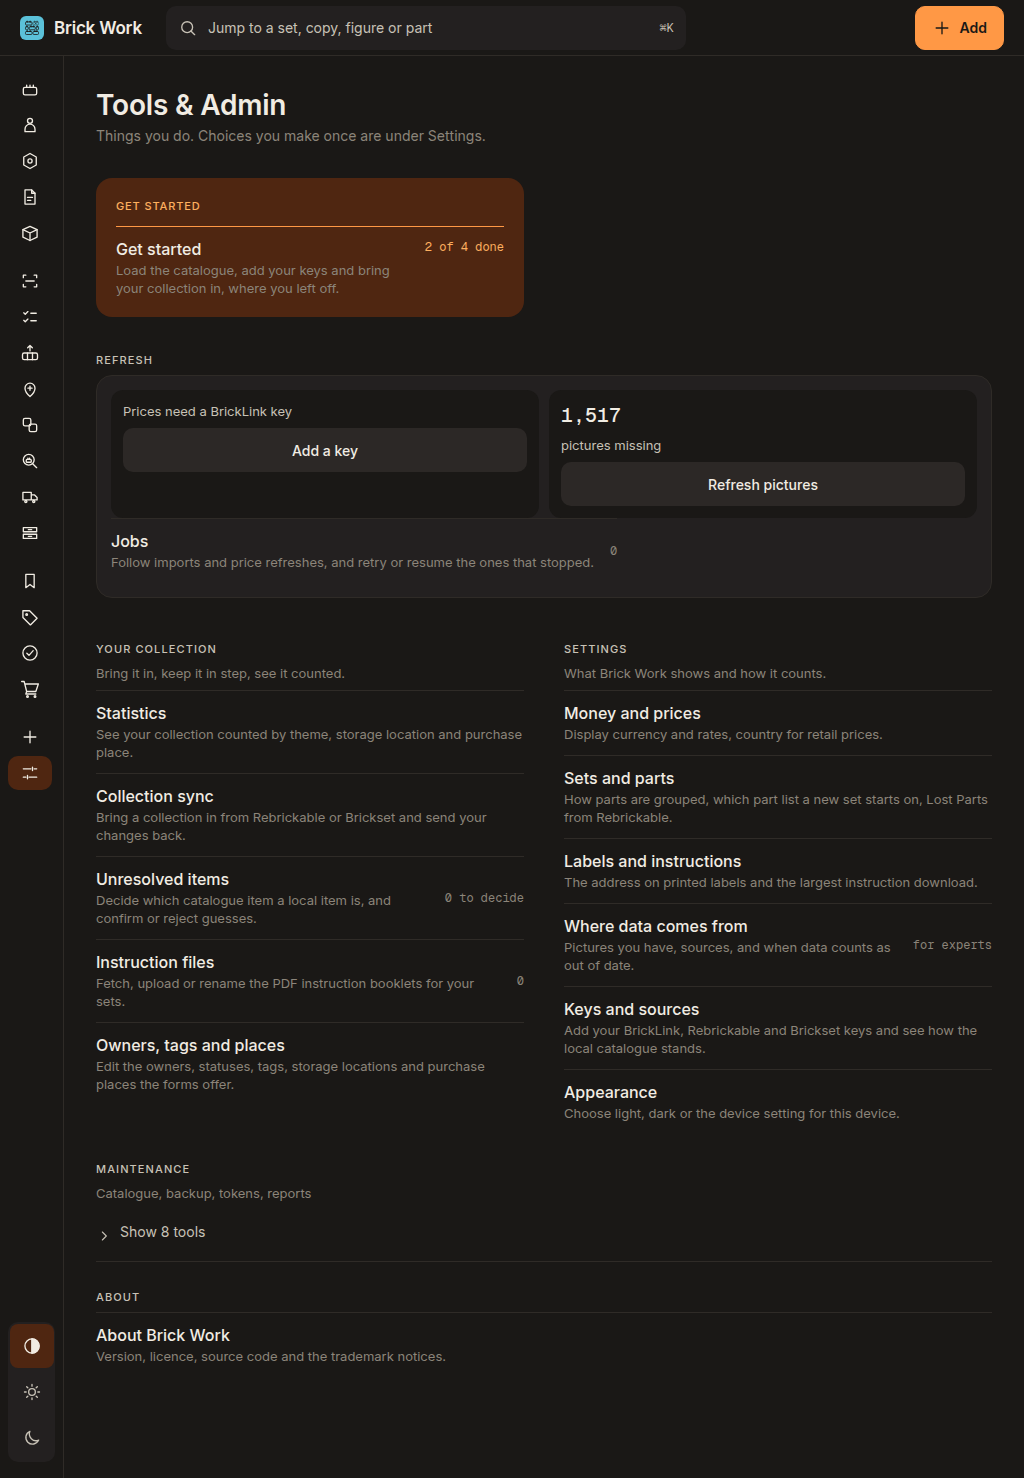 Brick Work
Jump to a set, copy, figure or part
⌘K
Add
Tools & Admin
Things you do. Choices you make once are under Settings.
GET STARTED
Get started
2 of 4 done
Load the catalogue, add your keys and bring
your collection in, where you left off.
REFRESH
Prices need a BrickLink key
Add a key
1,517
pictures missing
Refresh pictures
Jobs
Follow imports and price refreshes, and retry or resume the ones that stopped.
0
YOUR COLLECTION
Bring it in, keep it in step, see it counted.
Statistics
See your collection counted by theme, storage location and purchase
place.
Collection sync
Bring a collection in from Rebrickable or Brickset and send your
changes back.
Unresolved items
Decide which catalogue item a local item is, and
confirm or reject guesses.
0 to decide
Instruction files
Fetch, upload or rename the PDF instruction booklets for your
sets.
0
Owners, tags and places
Edit the owners, statuses, tags, storage locations and purchase
places the forms offer.
SETTINGS
What Brick Work shows and how it counts.
Money and prices
Display currency and rates, country for retail prices.
Sets and parts
How parts are grouped, which part list a new set starts on, Lost Parts
from Rebrickable.
Labels and instructions
The address on printed labels and the largest instruction download.
Where data comes from
Pictures you have, sources, and when data counts as
out of date.
for experts
Keys and sources
Add your BrickLink, Rebrickable and Brickset keys and see how the
local catalogue stands.
Appearance
Choose light, dark or the device setting for this device.
MAINTENANCE
Catalogue, backup, tokens, reports
Show 8 tools
ABOUT
About Brick Work
Version, licence, source code and the trademark notices.